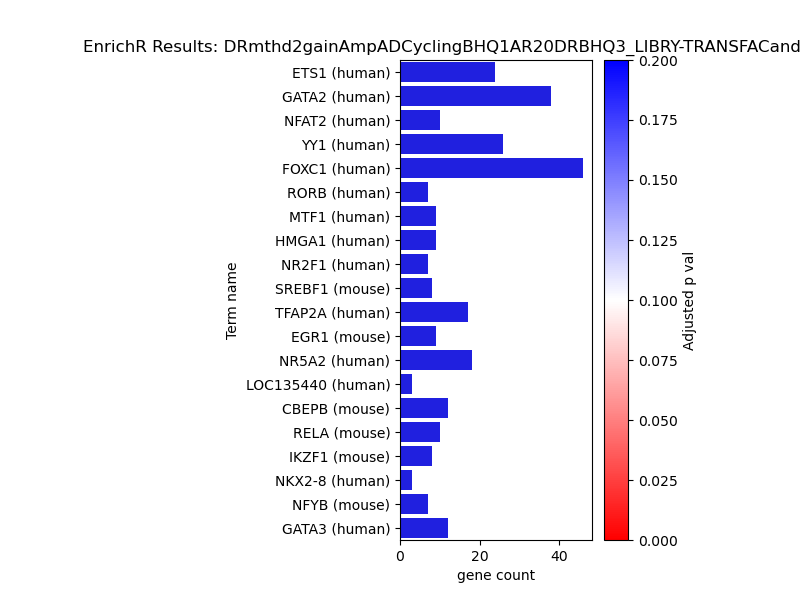 EnrichR Results: DRmthd2gainAmpADCyclingBHQ1AR20DRBHQ3_LIBRY-TRANSFACand
ETS1 (human)
GATA2 (human)
NFAT2 (human)
YY1 (human)
FOXC1 (human)
RORB (human)
MTF1 (human)
HMGA1 (human)
NR2F1 (human)
SREBF1 (mouse)
TFAP2A (human)
EGR1 (mouse)
NR5A2 (human)
LOC135440 (human)
CBEPB (mouse)
RELA (mouse)
IKZF1 (mouse)
NKX2-8 (human)
NFYB (mouse)
GATA3 (human)
Term name
0 20 40
gene count
0.200
0.175
0.150
0.125
0.100
0.075
0.050
0.025
0.000
Adjusted p val